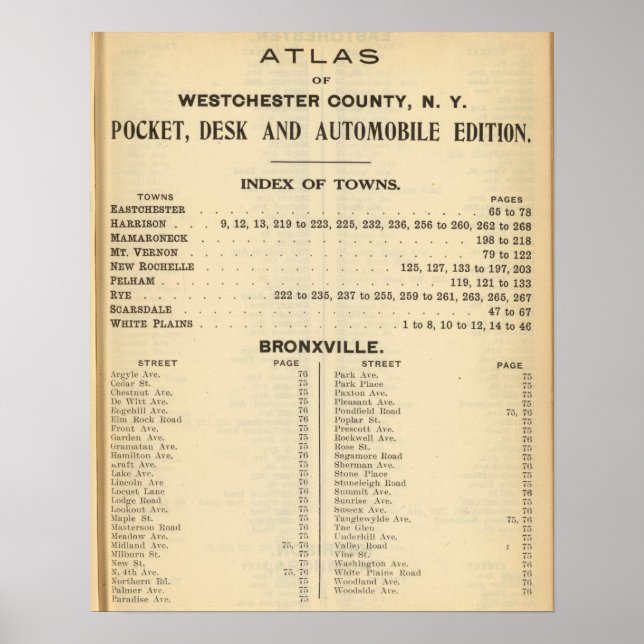 ATLAS
OF
WESTCHESTER COUNTY, N. Y.
POCKET, DESK AND AUTOMOBILE EDITION.
INDEX OF TOWNS.
TOWNS PAGES
EASTCHESTER . . . . . . . . . . . . . 65 to 78
HARRISON . . 9, 12, 13, 219 to 223, 225, 232, 236, 256 to 260, 262 to 268
MAMARONECK . . . . . . . . . . . . . 198 to 218
MT. VERNON . . . . . . . . . . . . . 79 to 122
NEW ROCHELLE . . . . . . . . . 125, 127, 133 to 197, 203
PELHAM . . . . . . . . . . . . 119, 121 to 133
RYE . . . . . 222 to 235, 237 to 255, 259 to 261, 263, 265, 267
SCARSDALE . . . . . . . . . . . . . 47 to 67
WHITE PLAINS . . . . . . . . . 1 to 8, 10 to 12, 14 to 46
BRONXVILLE.
STREET PAGE
Argyle Ave. 76
Cedar St. 75
Chestnut Ave. 75
De Witt Ave. 75
Engehill Ave. 76
Elm Rock Road 76
Front Ave. 75
Garden Ave. 75
Gramatan Ave. 75
Hamilton Ave. 76
Kraft Ave. 75
Lake Ave. 75
Lincoln Ave 76
Locust Lane 76
Lodge Road 75
Lookout Ave. 75
Maple St. 75
Masterson Road 76
Meadow Ave. 75
Midland Ave. 75, 76
Milburn St. 75
New St. 75
N. 4th Ave. 75, 76
Northern Rd. 75
Palmer Ave. 75
Paradise Ave. 75
STREET PAGE
Park Ave. 75
Park Place 75
Paxton Ave. 75
Pleasant Ave. 75
Pondfield Road 75, 76
Poplar St. 75
Prescott Ave. 75
Rockwell Ave. 76
Rose St. 75
Sagamore Road 75
Sherman Ave. 76
Stone Place 75
Stoneleigh Road 75
Summit Ave. 76
Sunrise Ave. 75
Sussex Ave. 76
Tanglewylde Ave. 75, 76
The Glen 75
Underhill Ave. 75
Valley Road 75
Vine St. 75
Washington Ave. 76
White Plains Road 76
Woodland Ave. 76
Woodside Ave. 76